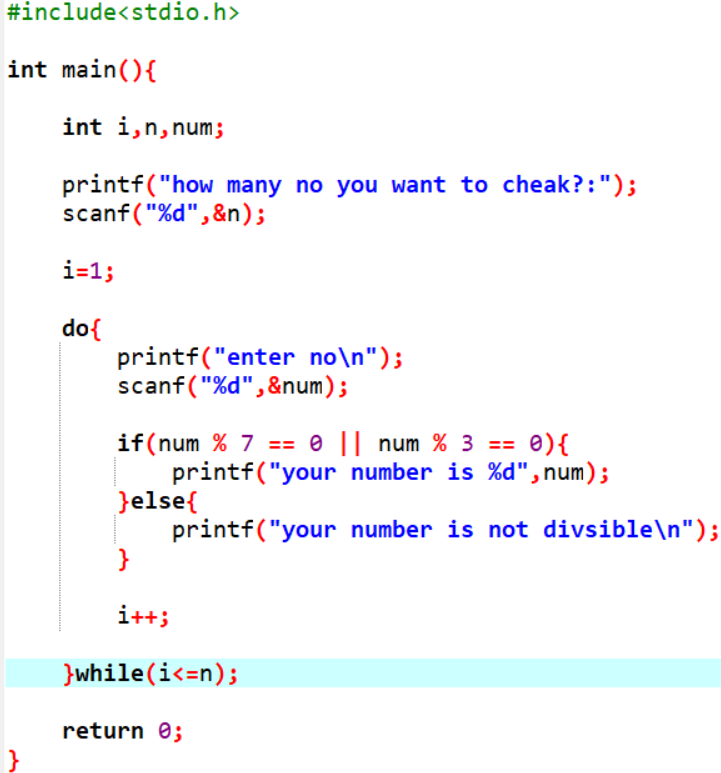 #include<stdio.h>
int main(){
int i,n,num;
printf("how many no you want to cheak?:");
scanf("%d",&n);
i=1;
do{
printf("enter no\n");
scanf("%d",&num);
if(num % 7 == 0 || num % 3 == 0){
printf("your number is %d",num);
}else{
printf("your number is not divsible\n");
}
i++;
}while(i<=n);
return 0;
}